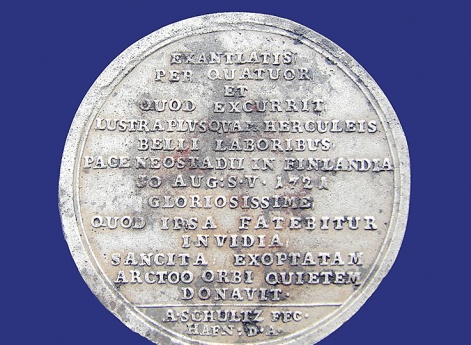 EXANTLATIS
PER QUATUOR
ET
QUOD EXCURRIT
LUSTRA PLUSQUAM HERCULEIS
BELLI LABORIBUS
PACE NEOSTADII IN FINLANDIA
30 AUG·S·V· 1721
GLORIOSISSIME
QUOD IPSA FATEBITUR
INVIDIA
SANCITA EXOPTATAM
ARCTOO ORBI QUIETEM
DONAVIT·
A·SCHULTZ FEC·
HAFN·D·A·